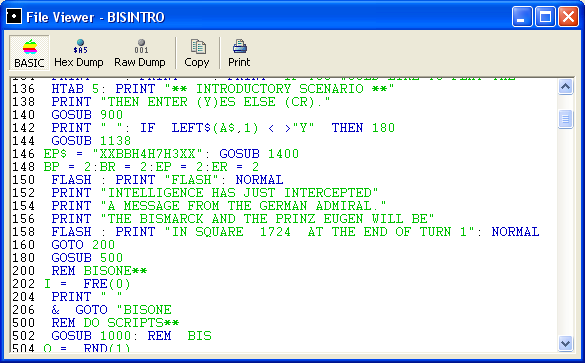 File Viewer - BISINTRO
$A5
001
BASIC Hex Dump Raw Dump Copy Print
136 HTAB 5: PRINT "** INTRODUCTORY SCENARIO **"
138 PRINT "THEN ENTER (Y)ES ELSE (CR)."
140 GOSUB 900
142 PRINT " ": IF LEFT$(A$,1) < >"Y" THEN 180
144 GOSUB 1138
146 EP$ = "XXBBH4H7H3XX": GOSUB 1400
148 BP = 2:BR = 2:EP = 2:ER = 2
150 FLASH : PRINT "FLASH": NORMAL
152 PRINT "INTELLIGENCE HAS JUST INTERCEPTED"
154 PRINT "A MESSAGE FROM THE GERMAN ADMIRAL."
156 PRINT "THE BISMARCK AND THE PRINZ EUGEN WILL BE"
158 FLASH : PRINT "IN SQUARE  1724  AT THE END OF TURN 1": NORMAL
160 GOTO 200
180 GOSUB 500
200 REM BISONE**
202 I = FRE(0)
204 PRINT " "
206 & GOTO "BISONE
500 REM DO SCRIPTS**
502 GOSUB 1000: REM  BIS
504 Q = RND(1)